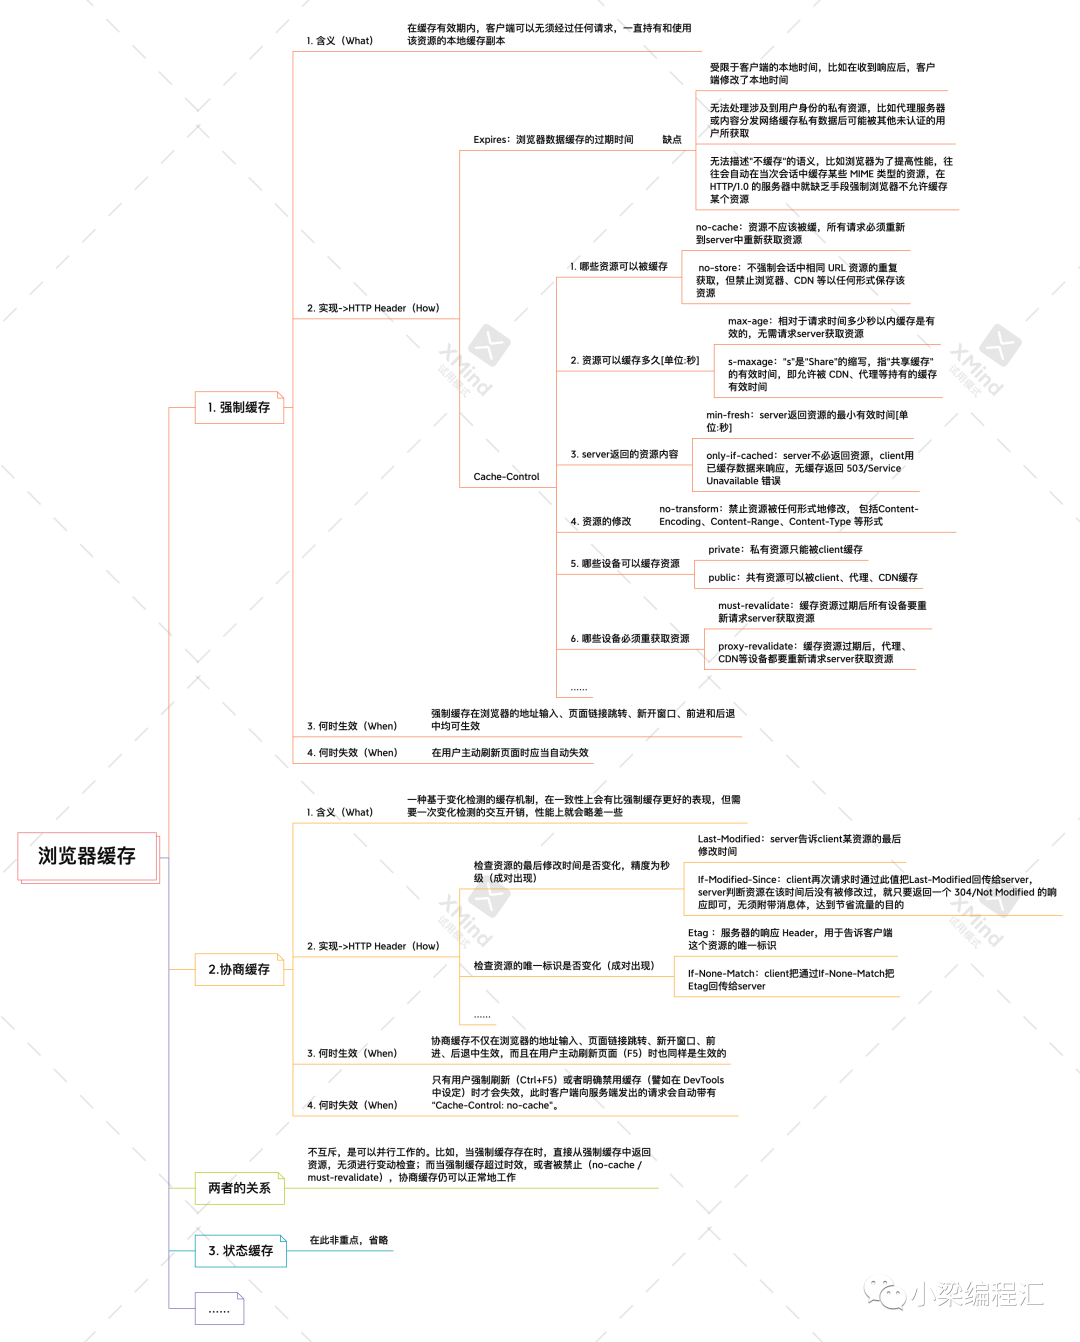 浏览器缓存
1. 强制缓存
1. 含义（What）
在缓存有效期内，客户端可以无须经过任何请求，一直持有和使用
该资源的本地缓存副本
2. 实现->HTTP Header（How）
Expires：浏览器数据缓存的过期时间
缺点
受限于客户端的本地时间，比如在收到响应后，客户
端修改了本地时间
无法处理涉及到用户身份的私有资源，比如代理服务器
或内容分发网络缓存私有数据后可能被其他未认证的用
户所获取
无法描述"不缓存"的语义，比如浏览器为了提高性能，往
往会自动在当次会话中缓存某些 MIME 类型的资源，在
HTTP/1.0 的服务器中就缺乏手段强制浏览器不允许缓存
某个资源
Cache-Control
1. 哪些资源可以被缓存
no-cache：资源不应该被缓，所有请求必须重新
到server中重新获取资源
no-store：不强制会话中相同 URL 资源的重复
获取，但禁止浏览器、CDN 等以任何形式保存该
资源
2. 资源可以缓存多久[单位:秒]
max-age：相对于请求时间多少秒以内缓存是有
效的，无需请求server获取资源
s-maxage："s"是"Share"的缩写，指"共享缓存"
的有效时间，即允许被 CDN、代理等持有的缓存
有效时间
3. server返回的资源内容
min-fresh：server返回资源的最小有效时间[单
位:秒]
only-if-cached：server不必返回资源，client用
已缓存数据来响应，无缓存返回 503/Service
Unavailable 错误
4. 资源的修改
no-transform：禁止资源被任何形式地修改， 包括Content-
Encoding、Content-Range、Content-Type 等形式
5. 哪些设备可以缓存资源
private：私有资源只能被client缓存
public：共有资源可以被client、代理、CDN缓存
6. 哪些设备必须重获取资源
must-revalidate：缓存资源过期后所有设备要重
新请求server获取资源
proxy-revalidate：缓存资源过期后，代理、
CDN等设备都要重新请求server获取资源
......
3. 何时生效（When）
强制缓存在浏览器的地址输入、页面链接跳转、新开窗口、前进和后退
中均可生效
4. 何时失效（When）
在用户主动刷新页面时应当自动失效
2.协商缓存
1. 含义（What）
一种基于变化检测的缓存机制，在一致性上会有比强制缓存更好的表现，但需
要一次变化检测的交互开销，性能上就会略差一些
2. 实现->HTTP Header（How）
检查资源的最后修改时间是否变化，精度为秒
级（成对出现）
Last-Modified：server告诉client某资源的最后
修改时间
If-Modified-Since：client再次请求时通过此值把Last-Modified回传给server，
server判断资源在该时间后没有被修改过，就只要返回一个 304/Not Modified 的响
应即可，无须附带消息体，达到节省流量的目的
检查资源的唯一标识是否变化（成对出现）
Etag ：服务器的响应 Header，用于告诉客户端
这个资源的唯一标识
If-None-Match：client把通过If-None-Match把
Etag回传给server
......
3. 何时生效（When）
协商缓存不仅在浏览器的地址输入、页面链接跳转、新开窗口、前
进、后退中生效，而且在用户主动刷新页面（F5）时也同样是生效的
4. 何时失效（When）
只有用户强制刷新（Ctrl+F5）或者明确禁用缓存（譬如在 DevTools
中设定）时才会失效，此时客户端向服务端发出的请求会自动带有
"Cache-Control: no-cache"。
两者的关系
不互斥，是可以并行工作的。比如，当强制缓存存在时，直接从强制缓存中返回
资源，无须进行变动检查；而当强制缓存超过时效，或者被禁止（no-cache /
must-revalidate），协商缓存仍可以正常地工作
3. 状态缓存
在此非重点，省略
......
XMind
试用模式
XMind
试用模式
XMind
试用模式
XMind
试用模式
小梁编程汇